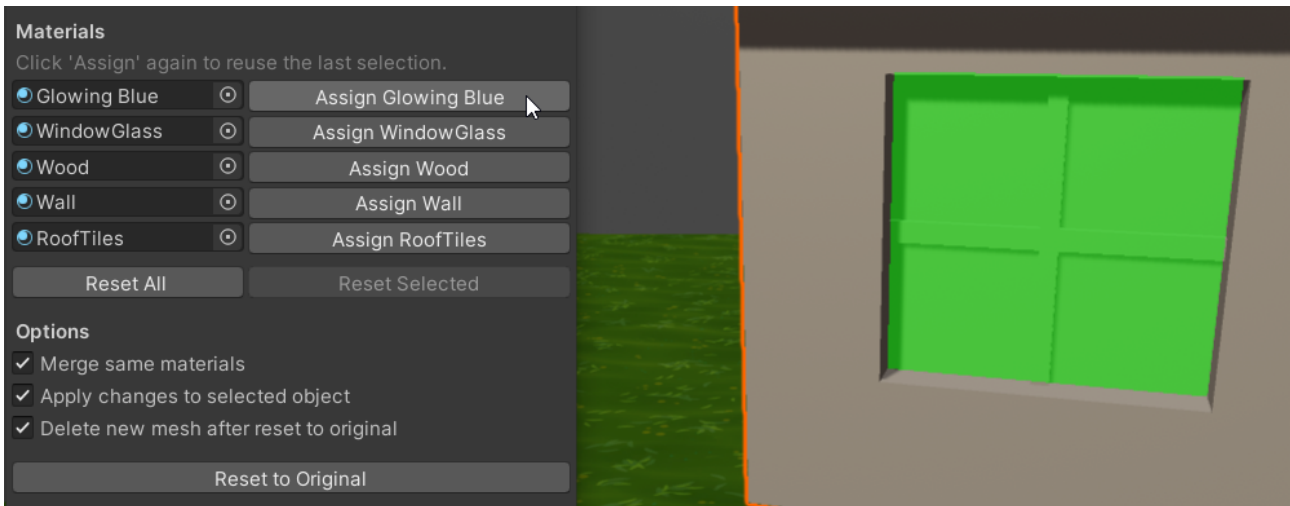 Materials
Click 'Assign' again to reuse the last selection.
Glowing Blue Assign Glowing Blue
WindowGlass Assign WindowGlass
Wood Assign Wood
Wall Assign Wall
RoofTiles Assign RoofTiles
Reset All Reset Selected
Options
Merge same materials
Apply changes to selected object
Delete new mesh after reset to original
Reset to Original